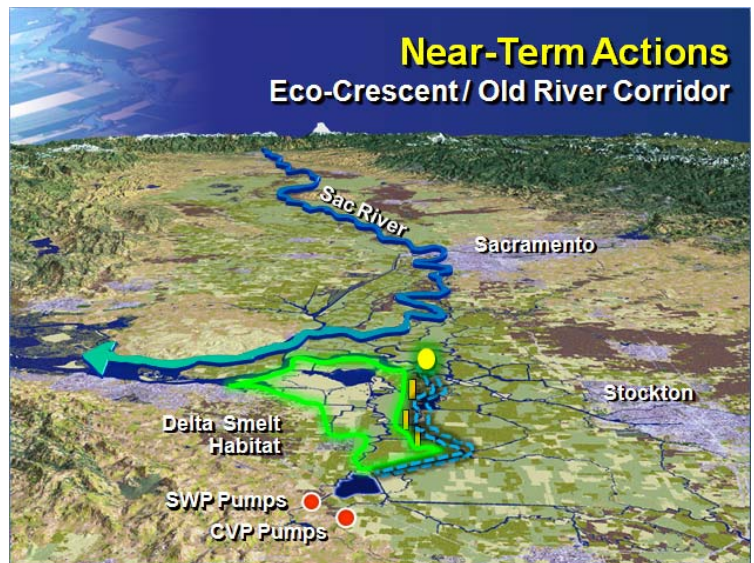 Near-Term Actions
Eco-Crescent / Old River Corridor
Sac River
Sacramento
Stockton
Delta Smelt
Habitat
SWP Pumps
CVP Pumps